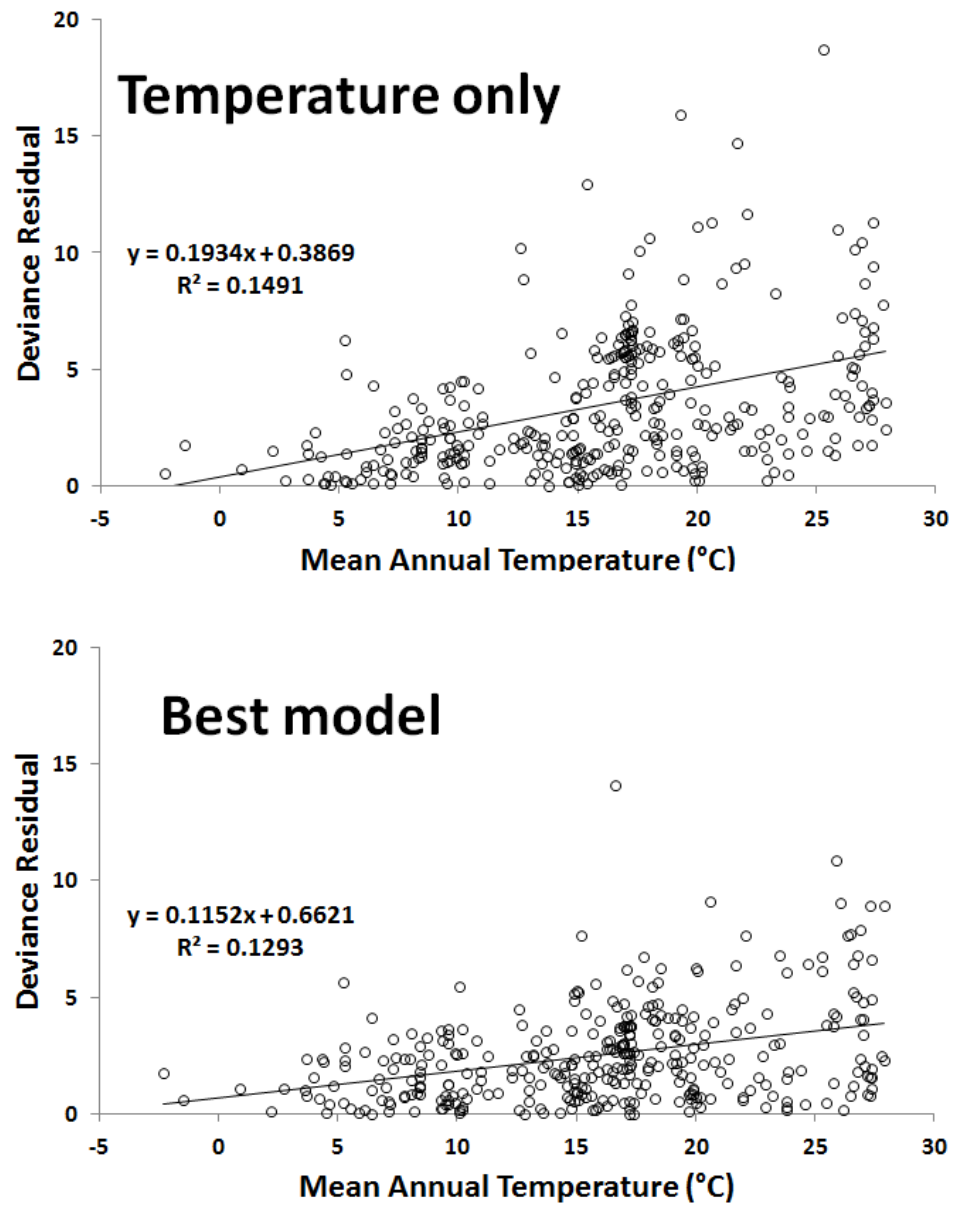 20
Temperature only
15
Deviance Residual
10
y = 0.1934x + 0.3869
R² = 0.1491
5
0
-5 0 5 10 15 20 25 30
Mean Annual Temperature (°C)
20
Best model
15
Deviance Residual
10
y = 0.1152x + 0.6621
R² = 0.1293
5
0
-5 0 5 10 15 20 25 30
Mean Annual Temperature (°C)